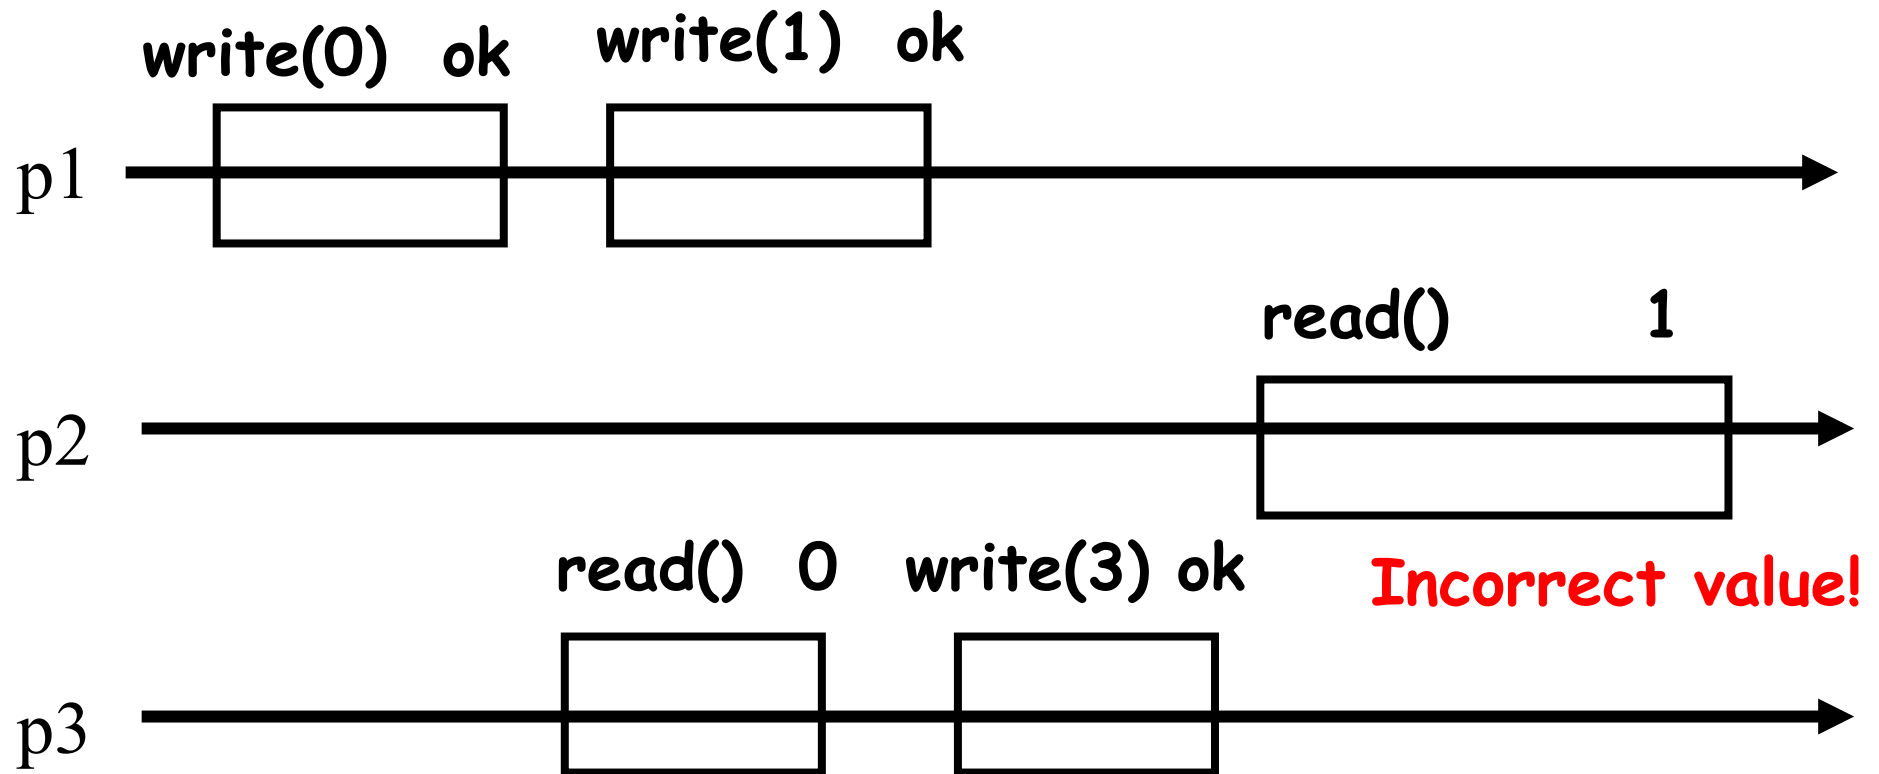 write(0) ok write(1) ok
p1
read() 1
p2
read() 0 write(3) ok Incorrect value!
p3